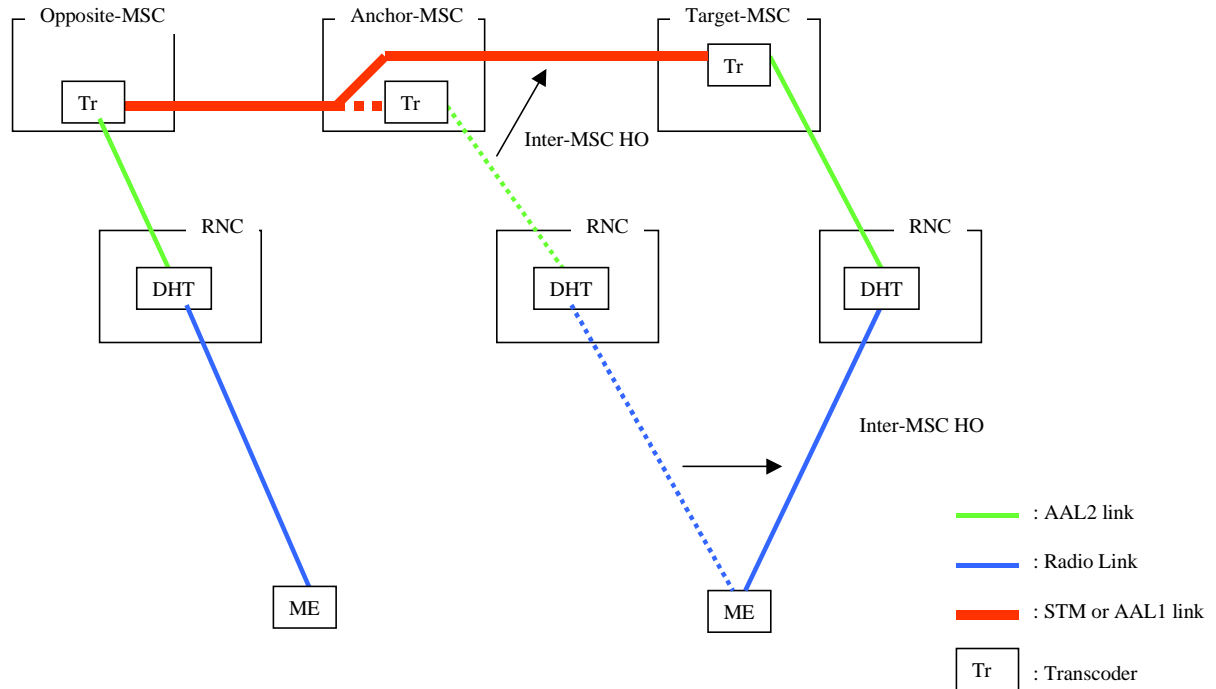 Opposite-MSC
Anchor-MSC
Target-MSC
Tr
Tr
Tr
Inter-MSC HO
RNC
RNC
RNC
DHT
DHT
DHT
Inter-MSC HO
ME
ME
: AAL2 link
: Radio Link
: STM or AAL1 link
Tr : Transcoder